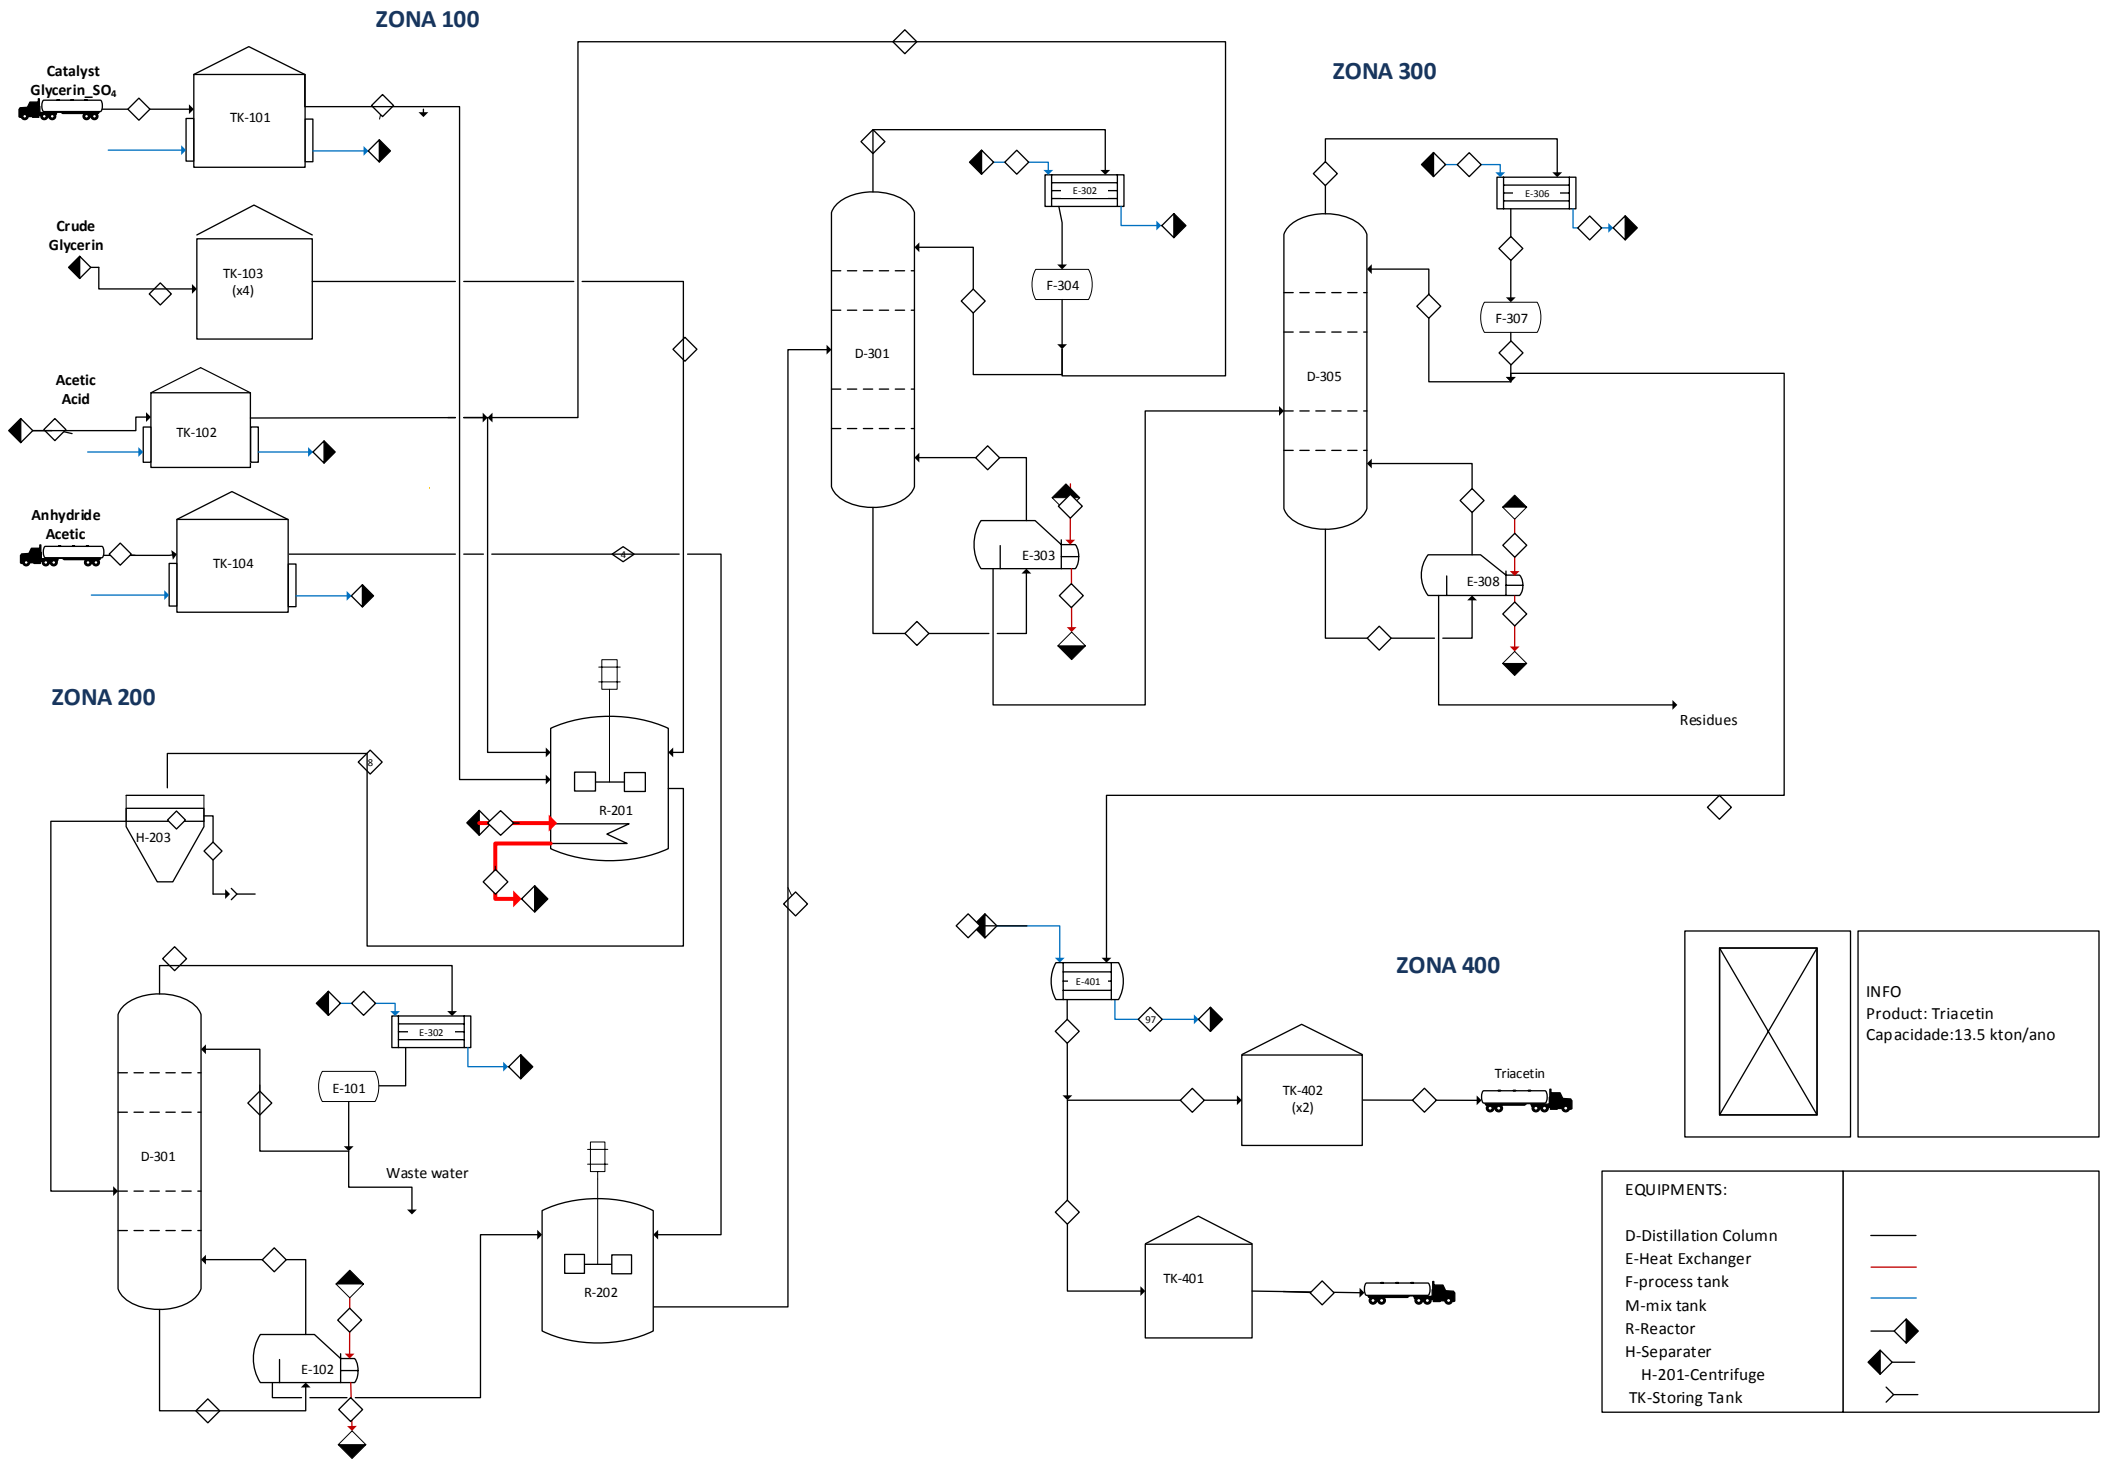 ZONA 100
Catalyst
Glycerin_SO₄
TK-101
Crude
Glycerin
TK-103
(x4)
Acetic
Acid
TK-102
Anhydride
Acetic
TK-104
4
ZONA 200
8
H-203
R-201
D-301
E-302
E-101
Waste water
E-102
R-202
ZONA 300
D-301
E-302
F-304
E-303
D-305
E-306
F-307
E-308
Residues
ZONA 400
E-401
97
TK-402
(x2)
Triacetin
TK-401
INFO
Product: Triacetin
Capacidade:13.5 kton/ano
EQUIPMENTS:
D-Distillation Column
E-Heat Exchanger
F-process tank
M-mix tank
R-Reactor
H-Separater
H-201-Centrifuge
TK-Storing Tank